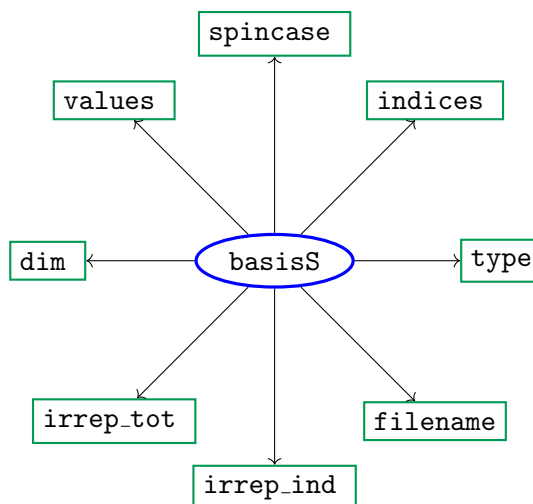 spincase
values
indices
dim
basisS
type
irrep_tot
filename
irrep_ind